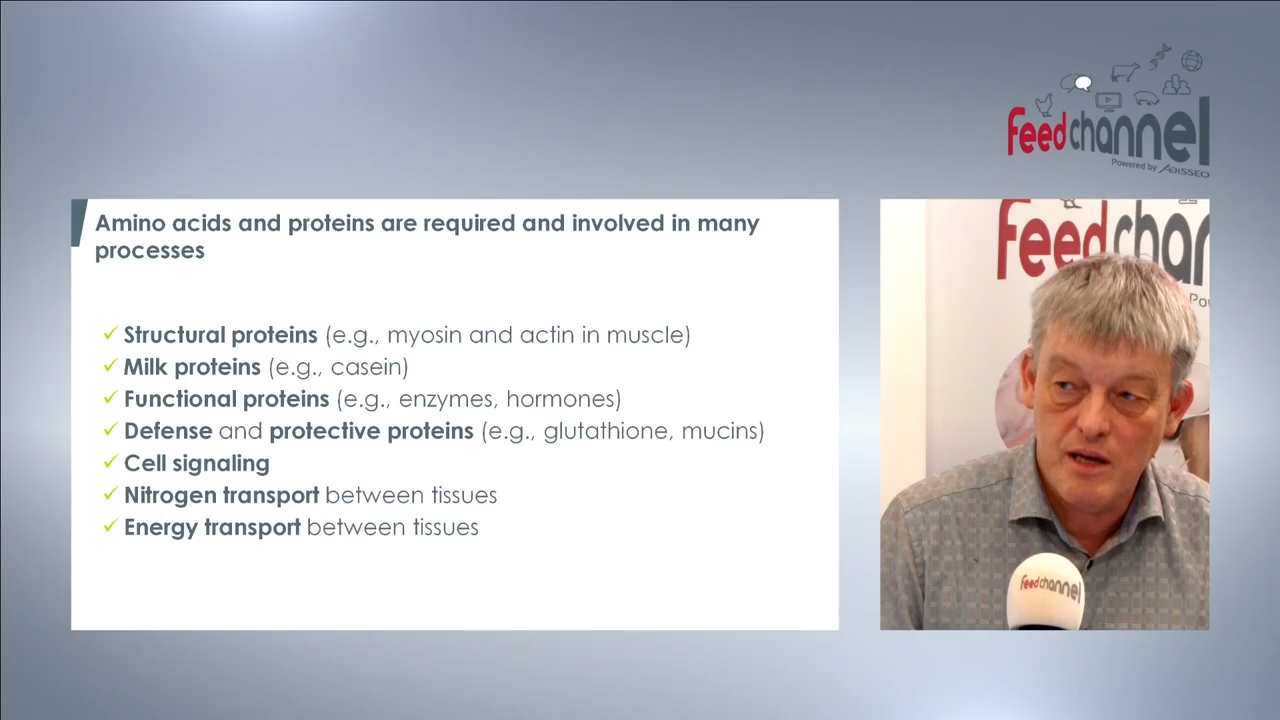 feedchannel
Powered by ADISSEO
Amino acids and proteins are required and involved in many
processes
✓ Structural proteins (e.g., myosin and actin in muscle)
✓ Milk proteins (e.g., casein)
✓ Functional proteins (e.g., enzymes, hormones)
✓ Defense and protective proteins (e.g., glutathione, mucins)
✓ Cell signaling
✓ Nitrogen transport between tissues
✓ Energy transport between tissues
feedchan
Po
feedchannel